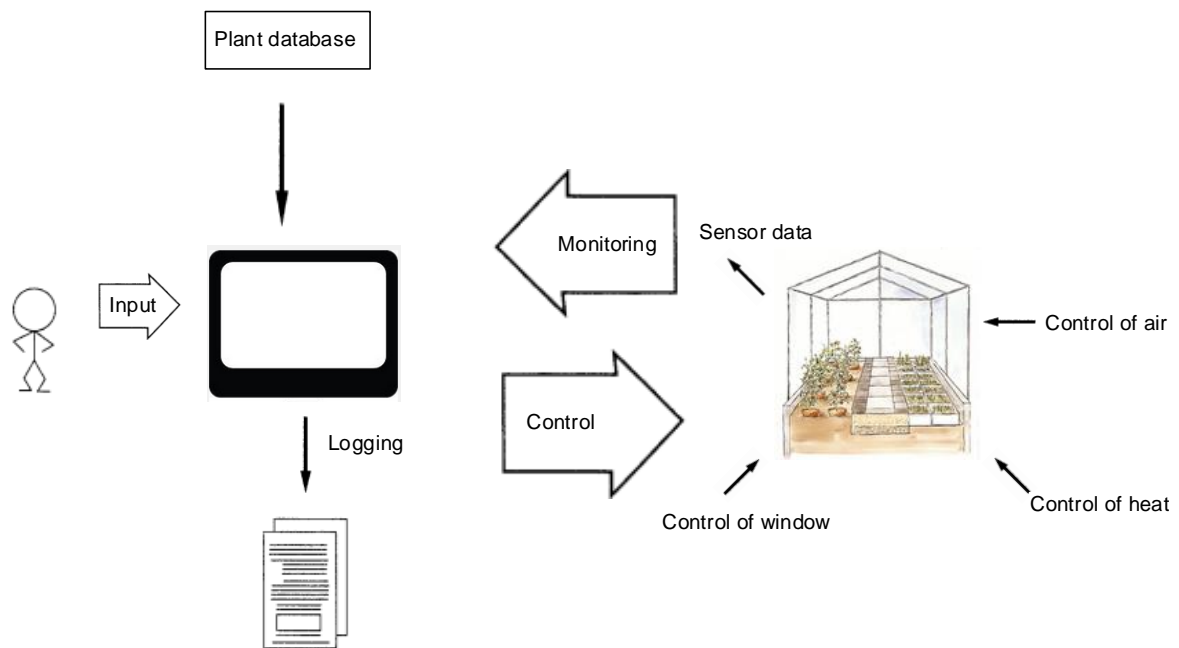 Plant database
Monitoring
Sensor data
Input
Control of air
Control
Logging
Control of heat
Control of window